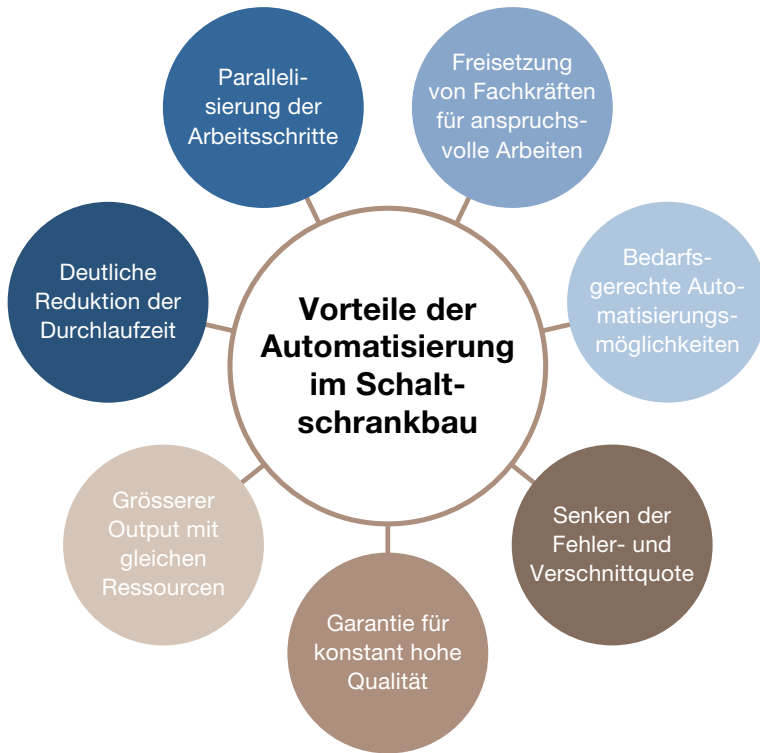 Paralleli-
sierung der
Arbeitsschritte
Freisetzung
von Fachkräften
für anspruchs-
volle Arbeiten
Deutliche
Reduktion der
Durchlaufzeit
Vorteile der
Automatisierung
im Schalt-
schrankbau
Bedarfs-
gerechte Auto-
matisierungs-
möglichkeiten
Grösserer
Output mit
gleichen
Ressourcen
Senken der
Fehler- und
Verschnittquote
Garantie für
konstant hohe
Qualität